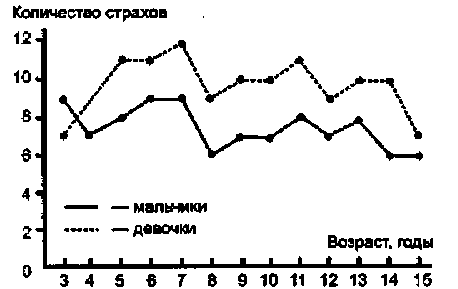 Количество страхов
12
10
8
6
4
2
0
мальчики
девочки
Возраст, годы
3 4 5 6 7 8 9 10 11 12 13 14 15